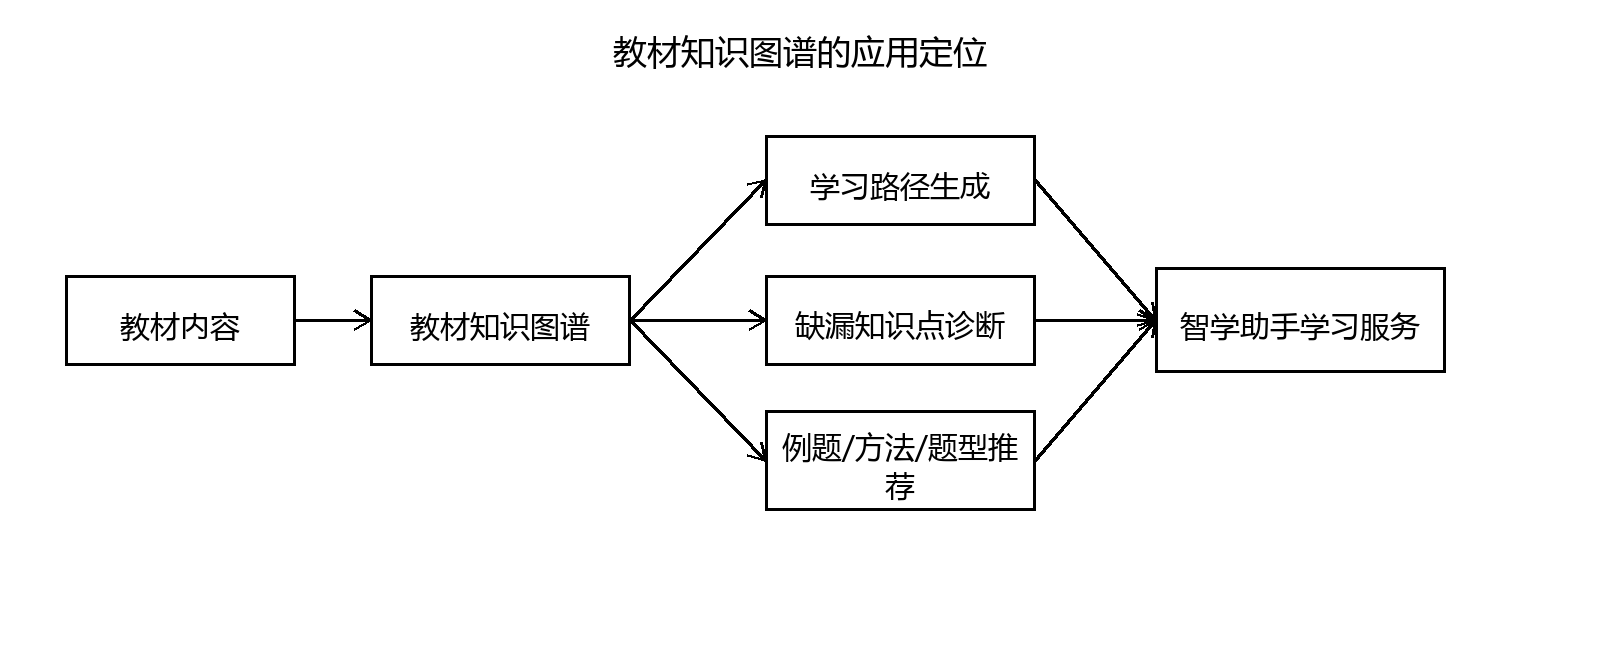 教材知识图谱的应用定位
学习路径生成
教材内容
教材知识图谱
缺漏知识点诊断
智学助手学习服务
例题/方法/题型推
荐